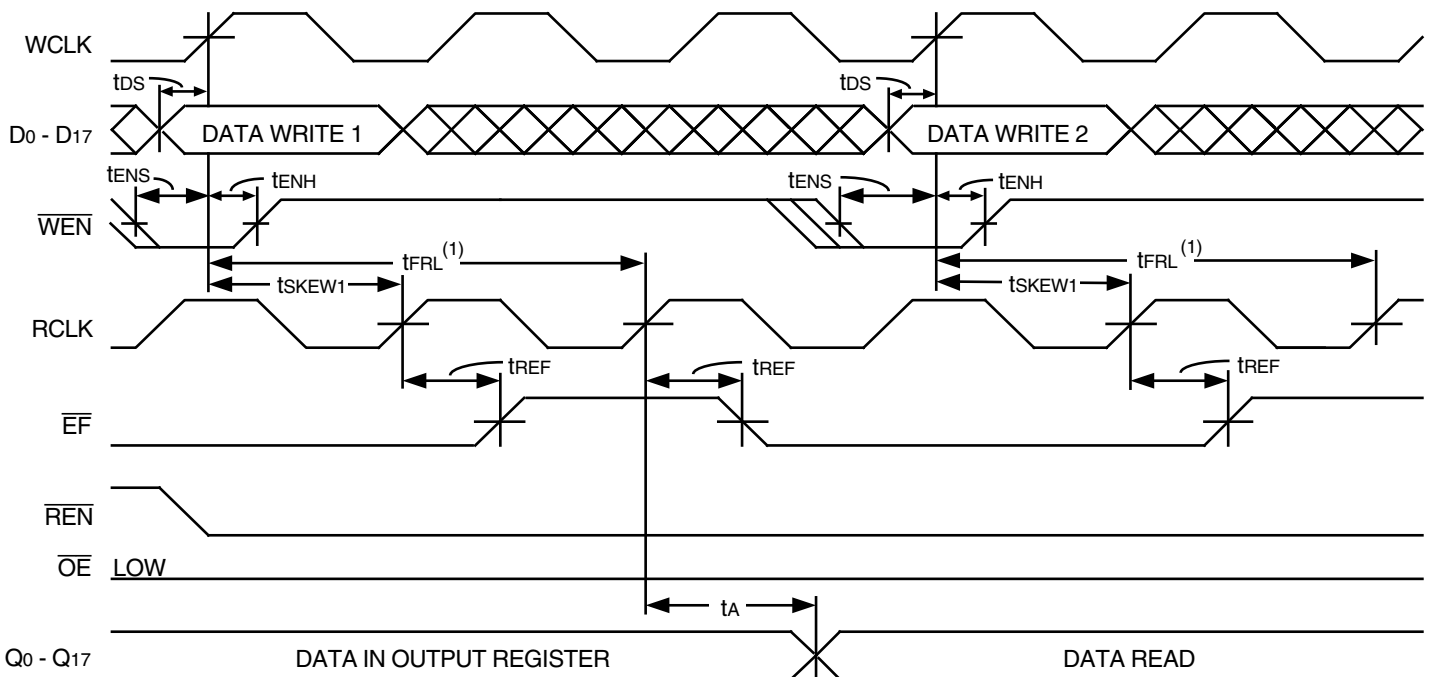 WCLK
tDS tDS
D0 - D17 DATA WRITE 1 DATA WRITE 2
tENS tENH tENS tENH
WEN
tFRL(1) tFRL(1)
tSKEW1 tSKEW1
RCLK
tREF tREF tREF
EF
REN
OE LOW
tA
Q0 - Q17 DATA IN OUTPUT REGISTER DATA READ